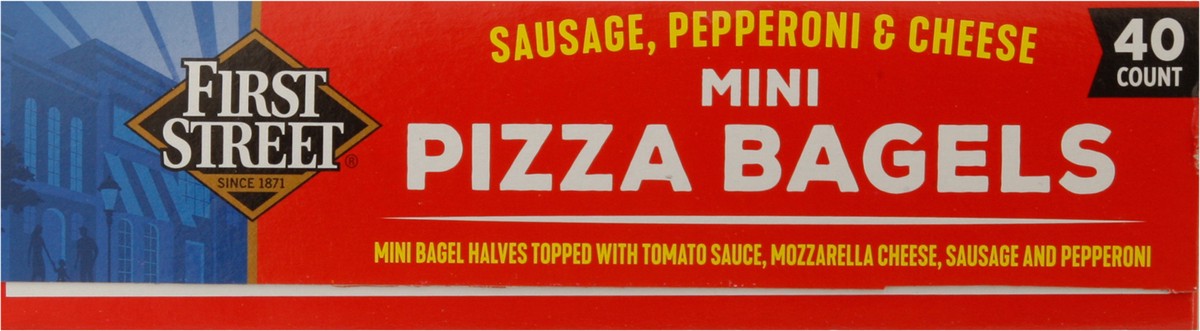 SAUSAGE, PEPPERONI & CHEESE
40
COUNT
MINI
FIRST
STREET®
PIZZA BAGELS
SINCE 1871
MINI BAGEL HALVES TOPPED WITH TOMATO SAUCE, MOZZARELLA CHEESE, SAUSAGE AND PEPPERONI